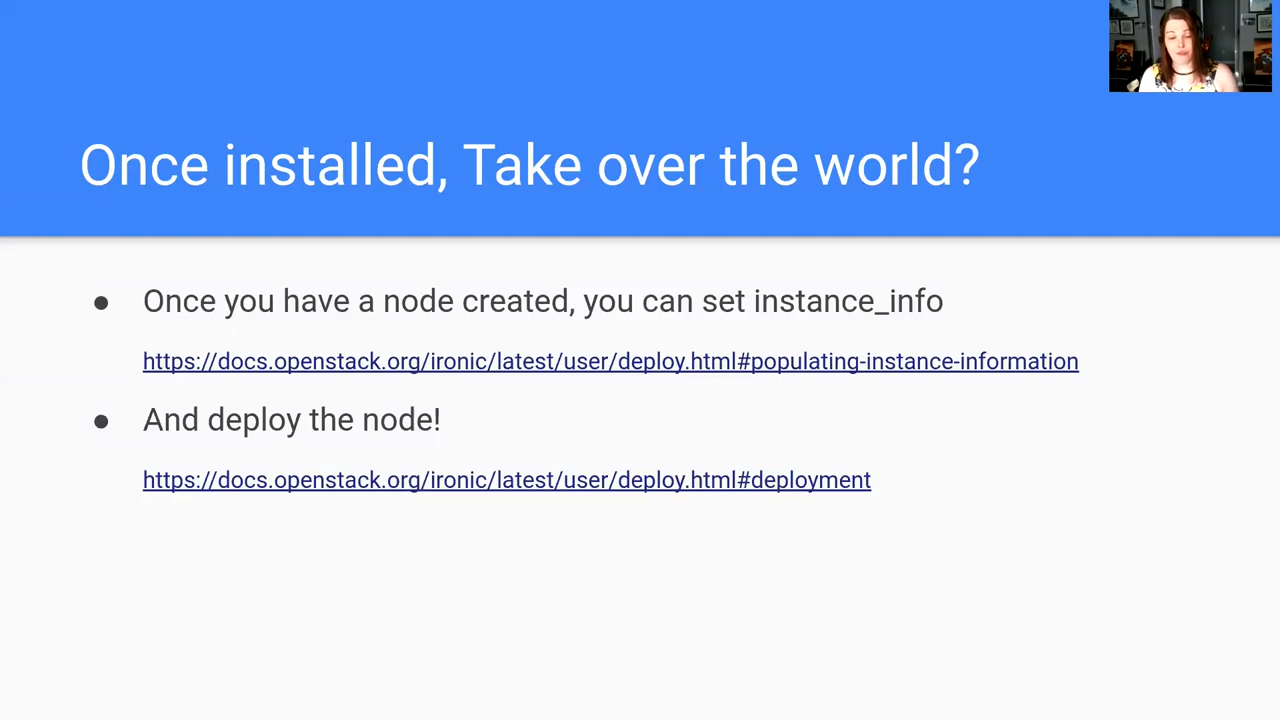 Once installed, Take over the world?
● Once you have a node created, you can set instance_info
https://docs.openstack.org/ironic/latest/user/deploy.html#populating-instance-information
● And deploy the node!
https://docs.openstack.org/ironic/latest/user/deploy.html#deployment